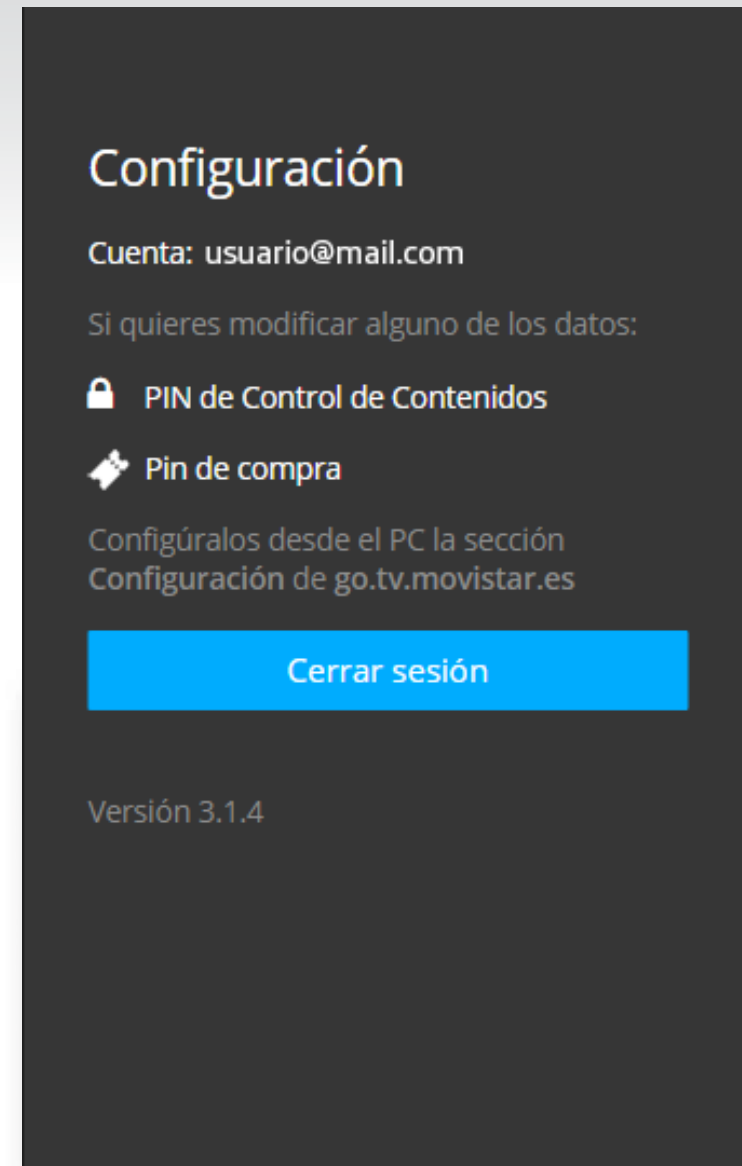 Configuración
Cuenta: usuario@mail.com
Si quieres modificar alguno de los datos:
PIN de Control de Contenidos
Pin de compra
Configúralos desde el PC la sección
Configuración de go.tv.movistar.es
Cerrar sesión
Versión 3.1.4